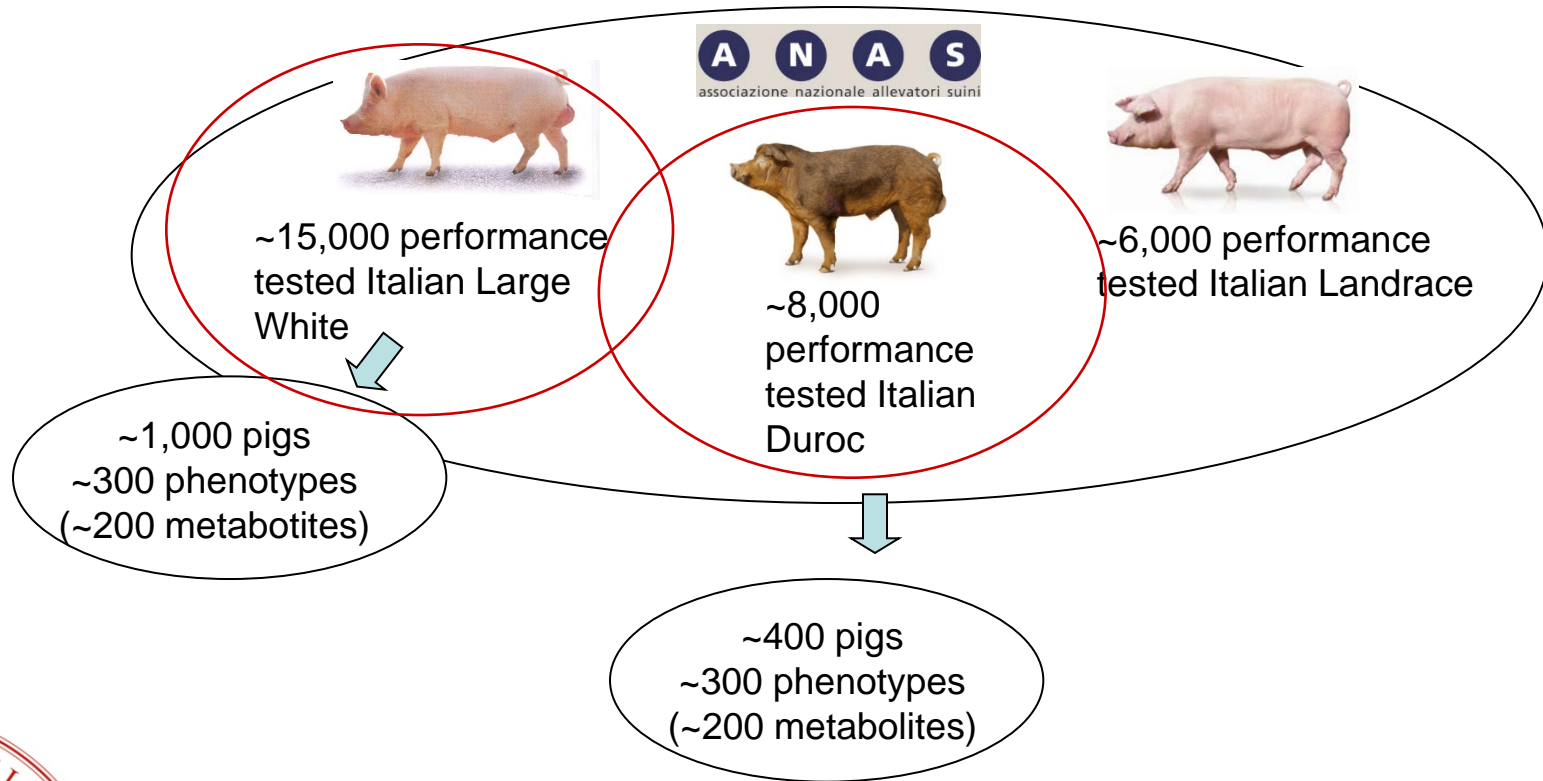 A N A S
associazione nazionale allevatori suini
~15,000 performance
tested Italian Large
White
~8,000
performance
tested Italian
Duroc
~6,000 performance
tested Italian Landrace
~1,000 pigs
~300 phenotypes
(~200 metabotites)
~400 pigs
~300 phenotypes
(~200 metabolites)